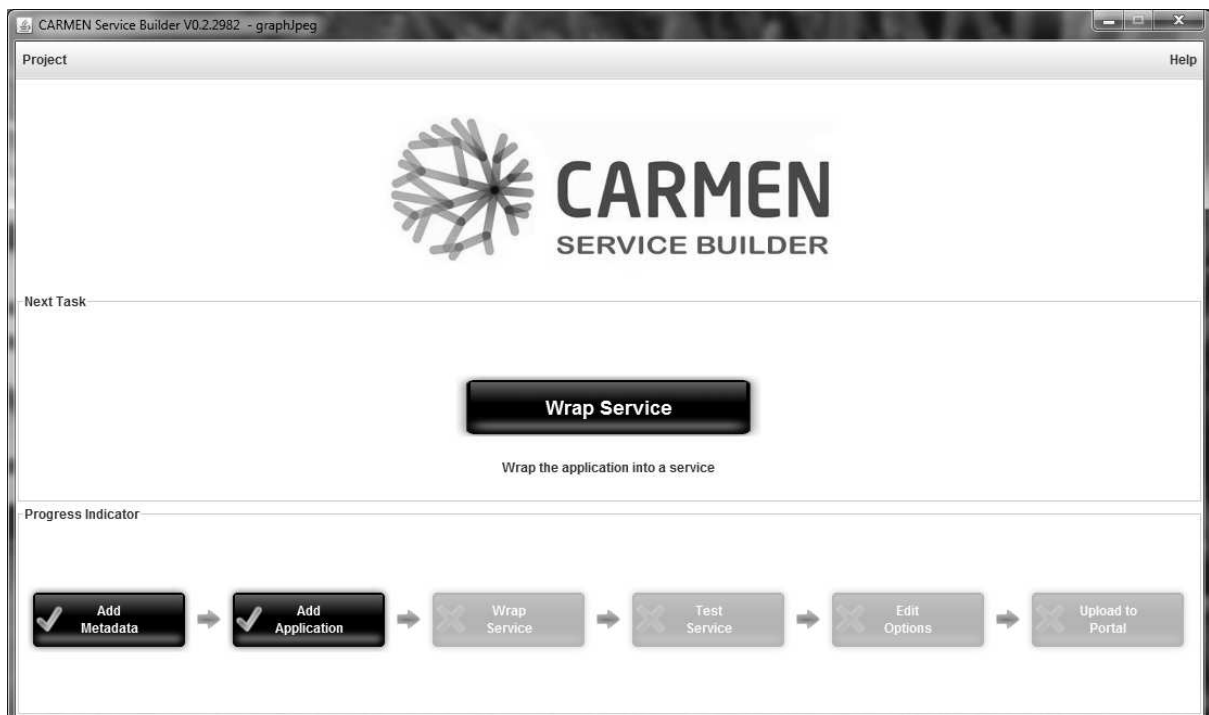 CARMEN Service Builder V0.2.2982 - graphJpeg
Project
Help
CARMEN
SERVICE BUILDER
Next Task
Wrap Service
Wrap the application into a service
Progress Indicator
Add
Metadata
Add
Application
Wrap
Service
Test
Service
Edit
Options
Upload to
Portal